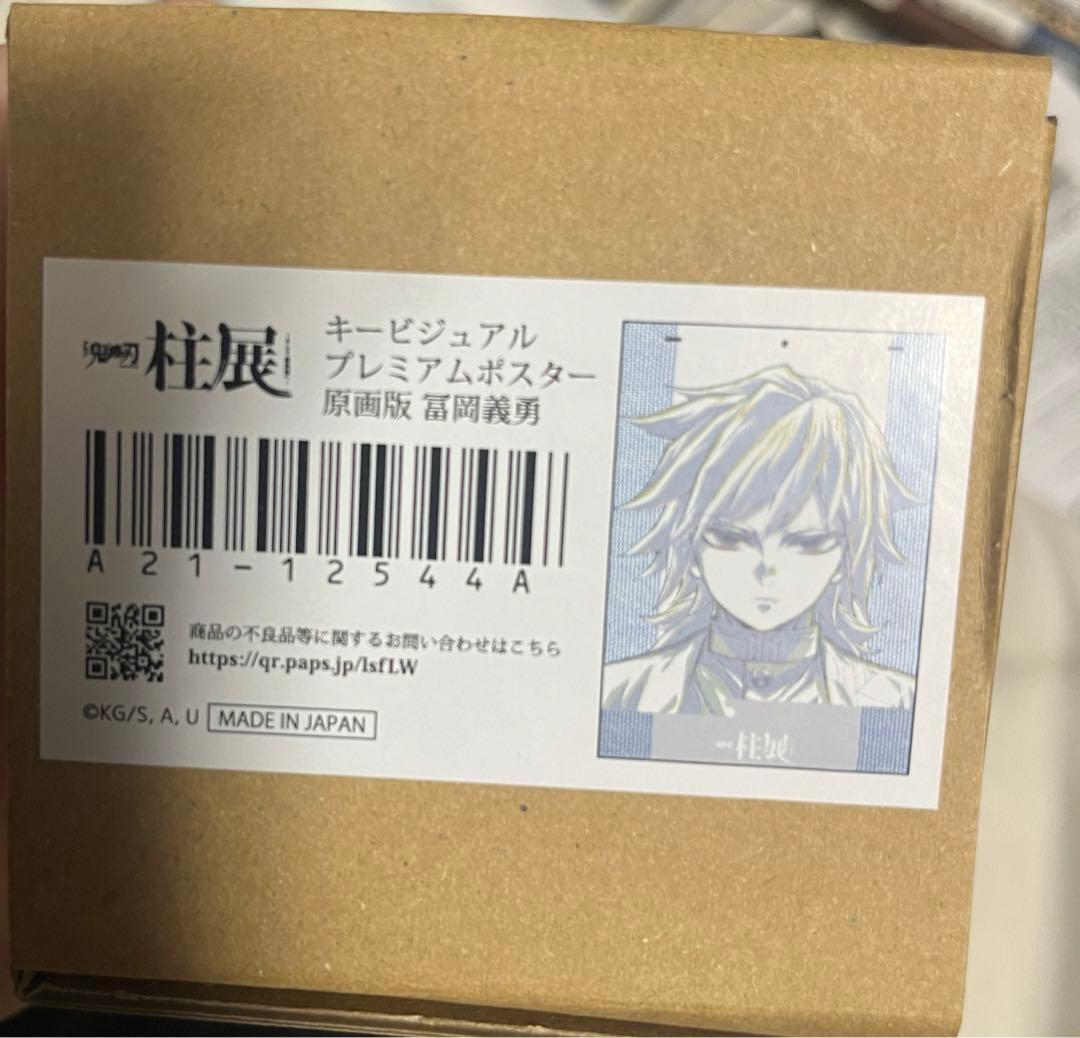 鬼滅の刃 柱展
キービジュアル
プレミアムポスター
原画版 冨岡義勇
A21-12544A
商品の不良品等に関するお問い合わせはこちら
https://qr.paps.jp/lsfLW
©KG/S, A, U MADE IN JAPAN
柱展